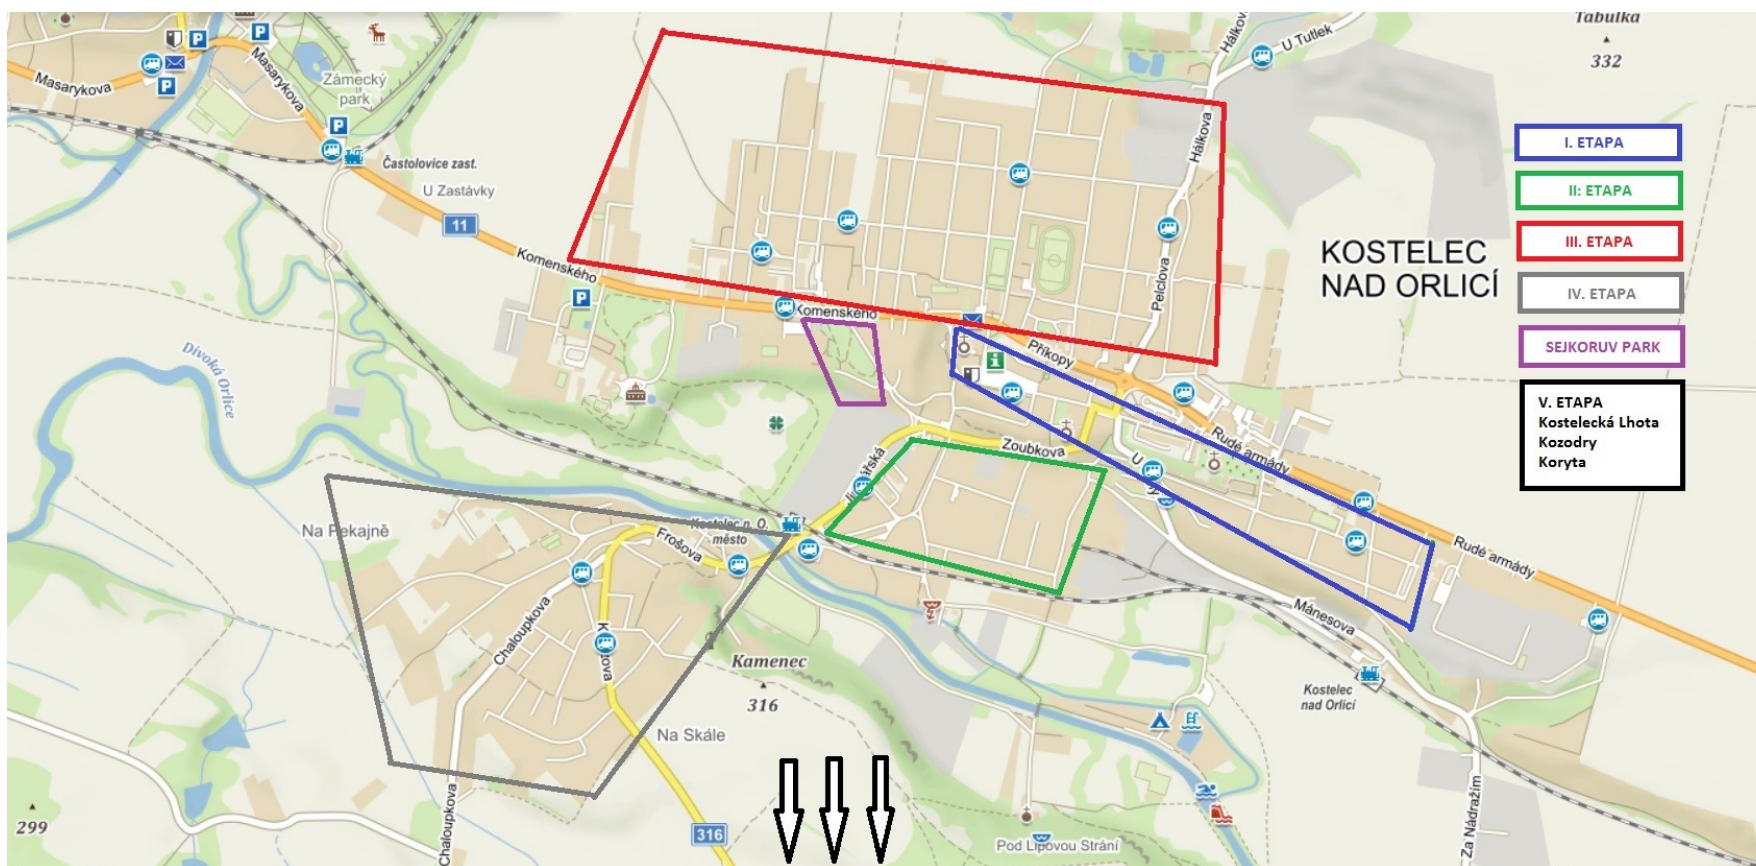 Tabulka
332
Hálkova
U Tutlek
Masarykova
Masarykova
Zámecký
park
P
P
P
P
Častolovice zast.
U Zastávky
11
Komenského
P
Komenského
Hálkova
Pelclova
KOSTELEC
NAD ORLICÍ
I. ETAPA
II: ETAPA
III. ETAPA
IV. ETAPA
SEJKORUV PARK
V. ETAPA
Kostelecká Lhota
Kozodry
Koryta
Divoká Orlice
Příkopy
Rudé armády
Rudé armády
Zoubkova
Na Pekajně
Kostelec n. O.
město
Frošova
Chaloupkova
Chaloupkova
Mánesova
Kamenec
316
Na Skále
Kostelec
nad Orlicí
299
316
Pod Lipovou Strání
Za Nádražím